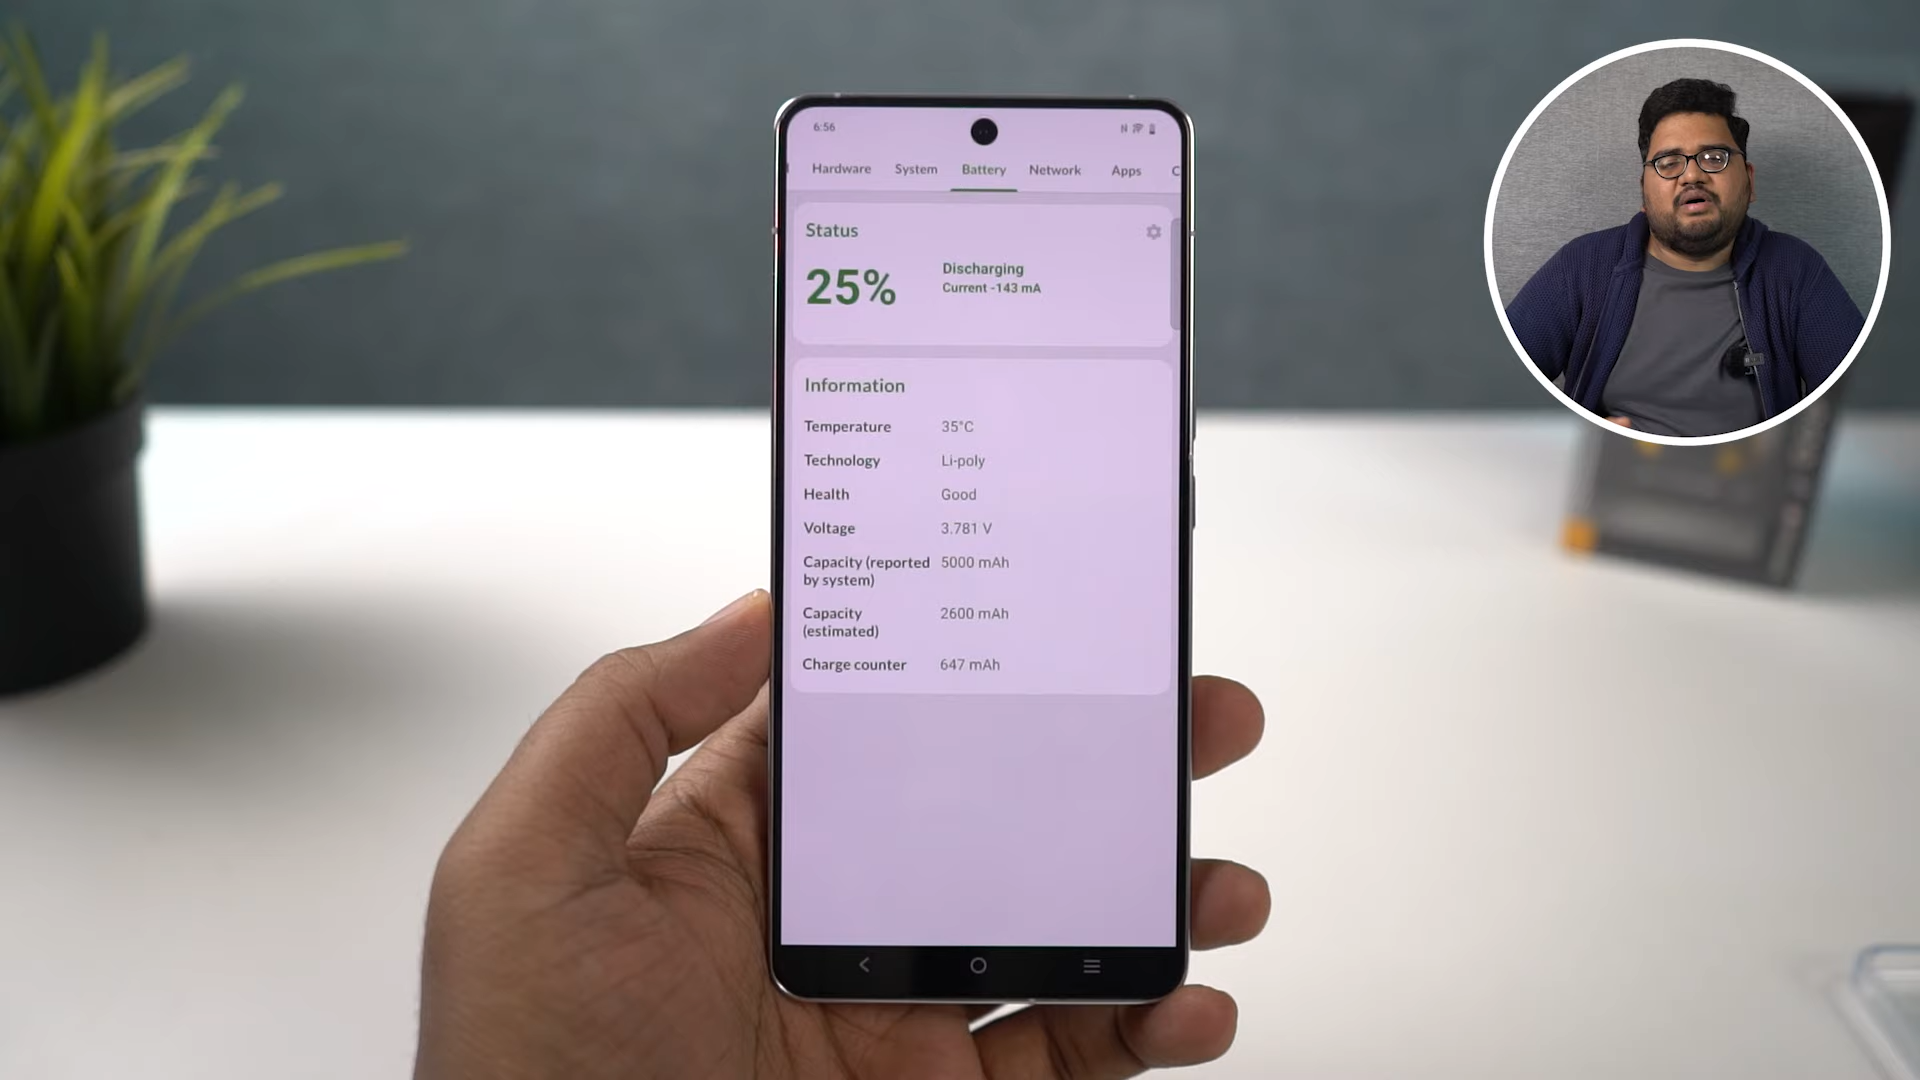 6:56
Hardware System Battery Network Apps C
Status
25%
Discharging
Current -143 mA
Information
Temperature 35°C
Technology Li-poly
Health Good
Voltage 3.781 V
Capacity (reported 5000 mAh
by system)
Capacity 2600 mAh
(estimated)
Charge counter 647 mAh